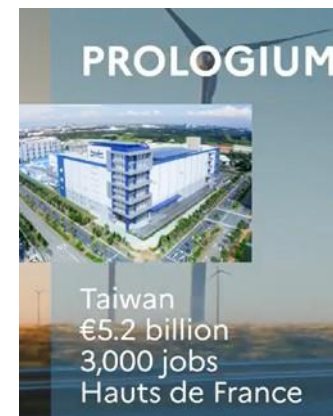 PROLOGIUM
Taiwan
€5.2 billion
3,000 jobs
Hauts de France